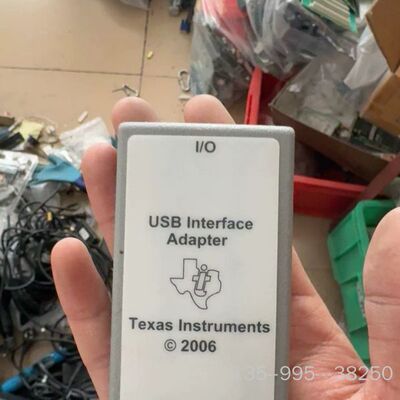 I/O
USB Interface
Adapter
Texas Instruments
© 2006
35-995--38250